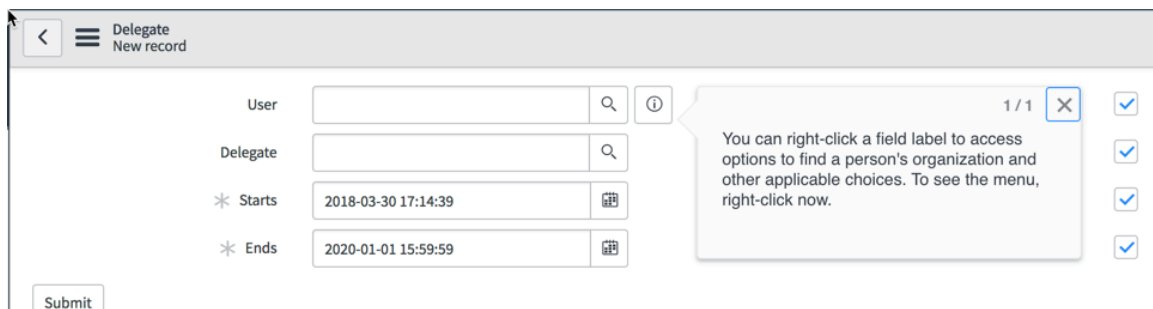 Delegate
New record
User
1 / 1
You can right-click a field label to access
options to find a person's organization and
other applicable choices. To see the menu,
right-click now.
Delegate
Starts 2018-03-30 17:14:39
Ends 2020-01-01 15:59:59
Submit